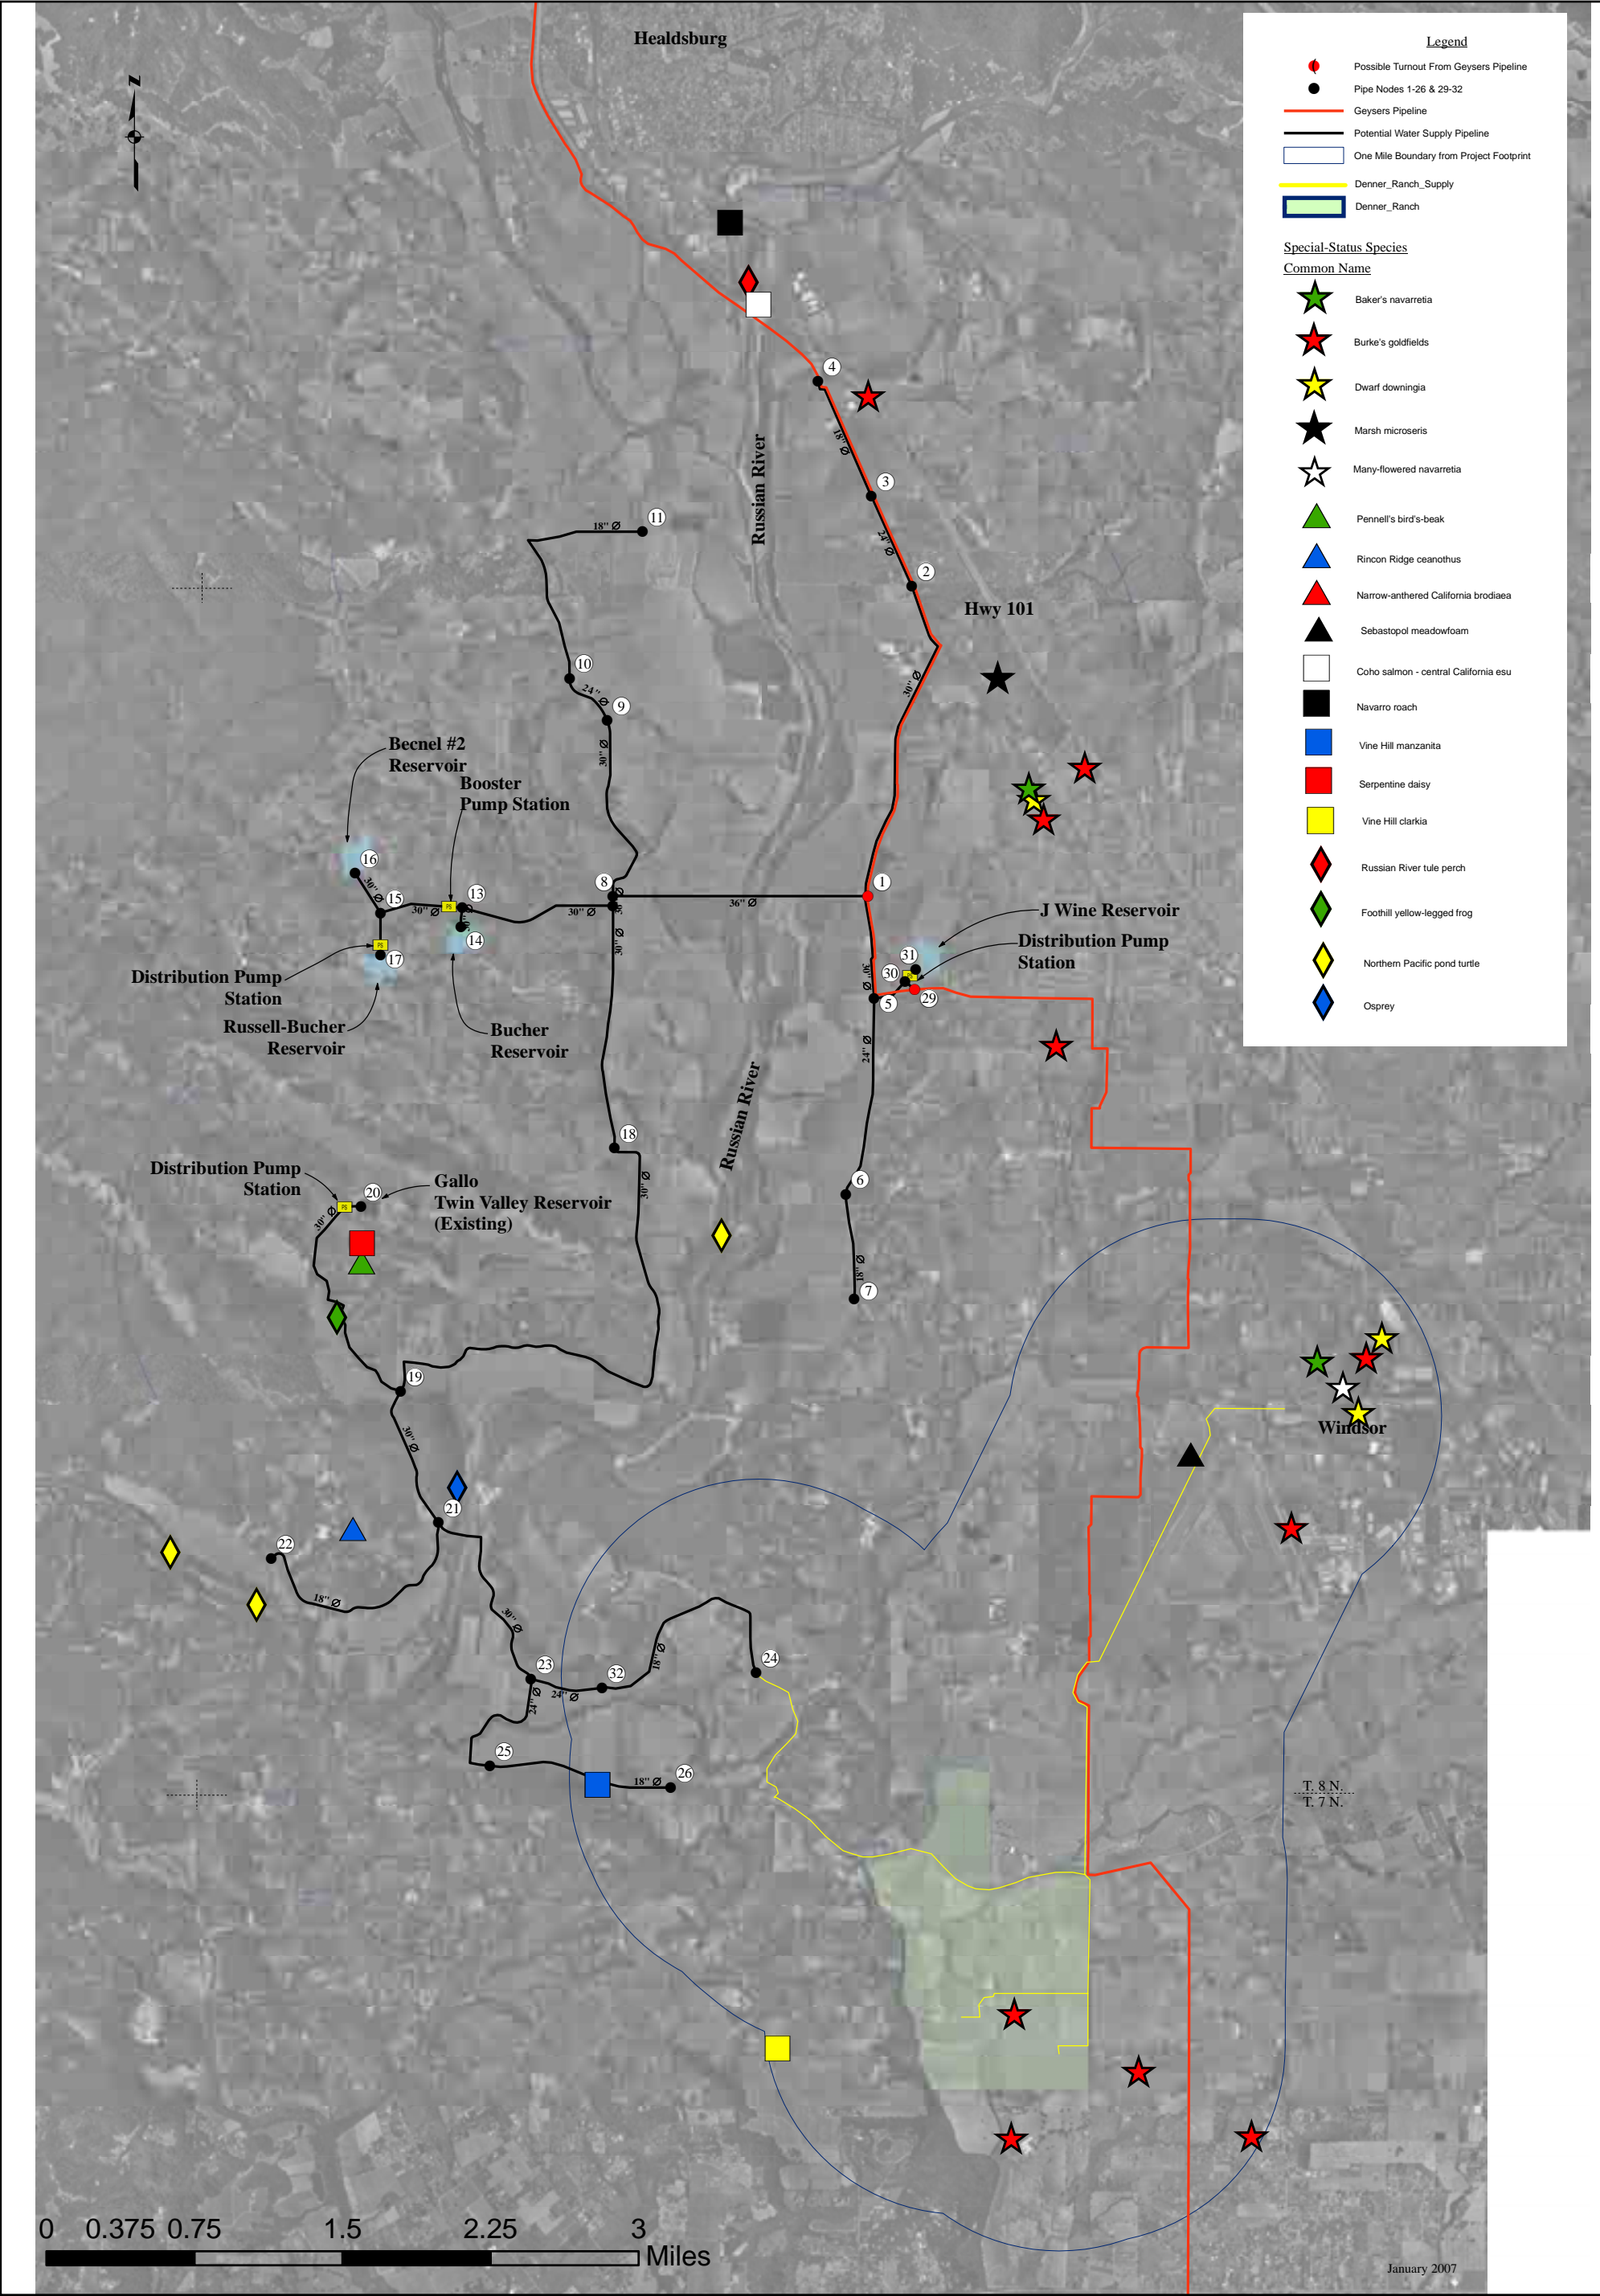 Healdsburg
N
Legend
Possible Turnout From Geysers Pipeline
Pipe Nodes 1-26 & 29-32
Geysers Pipeline
Potential Water Supply Pipeline
One Mile Boundary from Project Footprint
Denner_Ranch_Supply
Denner_Ranch
Special-Status Species
Common Name
Baker's navarretia
Burke's goldfields
Dwarf downingia
Marsh microseris
Many-flowered navarretia
Pennell's bird's-beak
Rincon Ridge ceanothus
Narrow-anthered California brodiaea
Sebastopol meadowfoam
Coho salmon - central California esu
Navarro roach
Vine Hill manzanita
Serpentine daisy
Vine Hill clarkia
Russian River tule perch
Foothill yellow-legged frog
Northern Pacific pond turtle
Osprey
4
18" Ø
3
24" Ø
2
Russian River
Hwy 101
30" Ø
18" Ø
11
10
24" Ø
9
30" Ø
Becnel #2
Reservoir
Booster
Pump Station
16
30" Ø
15
30" Ø
PS
13
30" Ø
14
30" Ø
8
30" Ø
36" Ø
1
PS
17
30" Ø
J Wine Reservoir
Distribution Pump
Station
31
30
30" Ø
5
29
Distribution Pump
Station
Russell-Bucher
Reservoir
Bucher
Reservoir
24" Ø
Russian River
18
30" Ø
6
18" Ø
7
Distribution Pump
Station
PS
20
30" Ø
Gallo
Twin Valley Reservoir
(Existing)
19
30" Ø
21
22
18" Ø
30" Ø
23
24" Ø
24" Ø
32
18" Ø
24
25
18" Ø
26
Windsor
T. 8 N.
T. 7 N.
0 0.375 0.75 1.5 2.25 3
Miles
January 2007